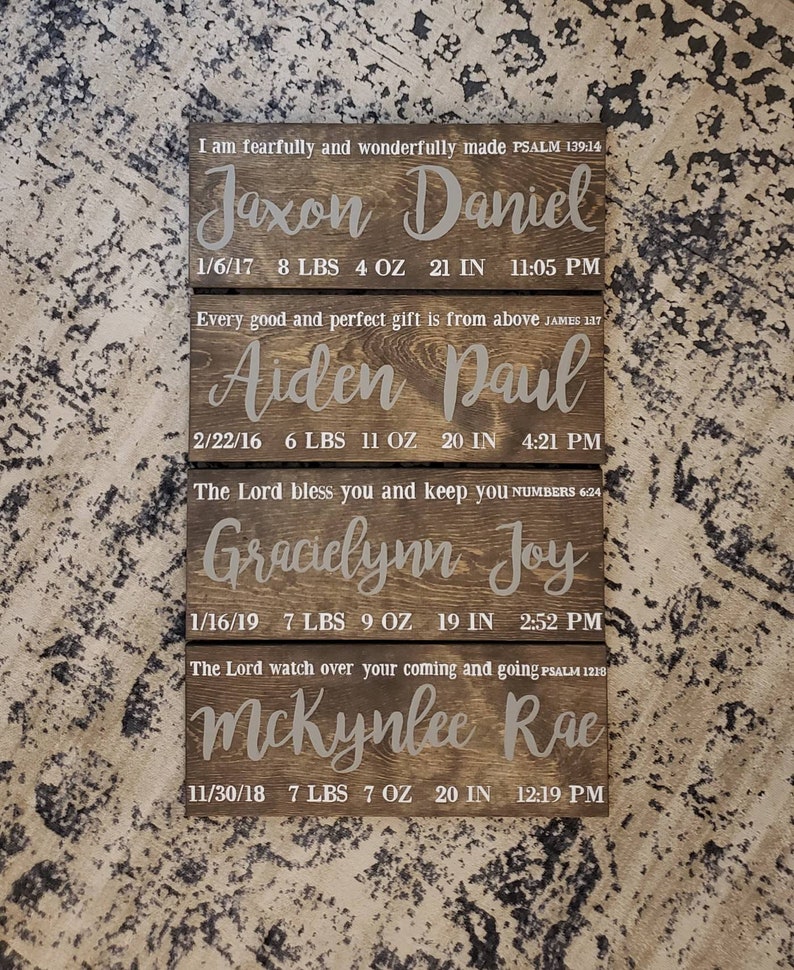 I am fearfully and wonderfully made PSALM 139:14
Jaxon Daniel
1/6/17 8 LBS 4 OZ 21 IN 11:05 PM
Every good and perfect gift is from above JAMES 1:17
Aiden Paul
2/22/16 6 LBS 11 OZ 20 IN 4:21 PM
The Lord bless you and keep you NUMBERS 6:24
Gracielynn Joy
1/16/19 7 LBS 9 OZ 19 IN 2:52 PM
The Lord watch over your coming and going PSALM 121:8
McKynlee Rae
11/30/18 7 LBS 7 OZ 20 IN 12:19 PM